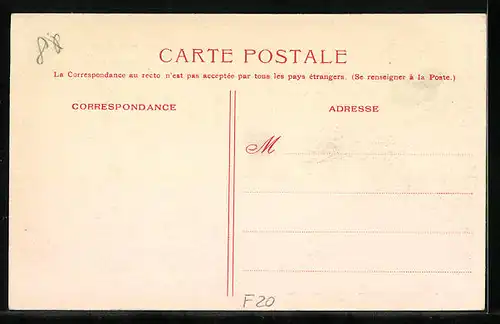 CARTE POSTALE
La Correspondance au recto n'est pas acceptée par tous les pays étrangers. (Se renseigner à la Poste.)
CORRESPONDANCE
ADRESSE
M
F20